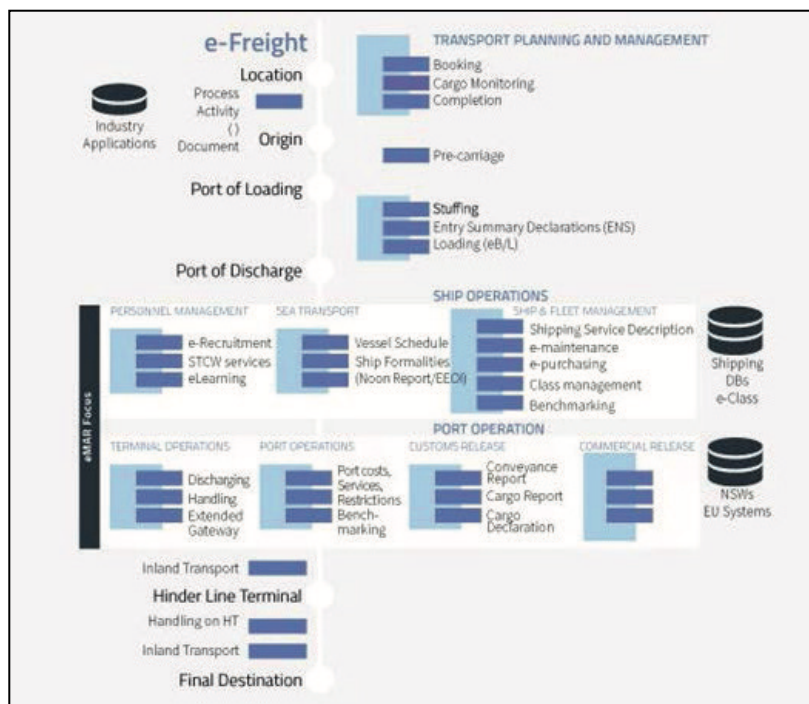 e-Freight
Location
Process
Activity
( )
Document
Industry
Applications
Origin
Port of Loading
Port of Discharge
TRANSPORT PLANNING AND MANAGEMENT
Booking
Cargo Monitoring
Completion
Pre-carriage
Stuffing
Entry Summary Declarations (ENS)
Loading (eB/L)
SHIP OPERATIONS
eMAR Focus
PERSONNEL MANAGEMENT
e-Recruitment
STCW services
eLearning
SEA TRANSPORT
Vessel Schedule
Ship Formalities
(Noon Report/EEOI)
SHIP & FLEET MANAGEMENT
Shipping Service Description
e-maintenance
e-purchasing
Class management
Benchmarking
Shipping
DBs
e-Class
PORT OPERATION
TERMINAL OPERATIONS
Discharging
Handling
Extended
Gateway
PORT OPERATIONS
Port costs,
Services,
Restrictions
Bench-
marking
CUSTOMS RELEASE
Conveyance
Report
Cargo Report
Cargo
Declaration
COMMERCIAL RELEASE
NSWs
EU Systems
Inland Transport
Hinder Line Terminal
Handling on HT
Inland Transport
Final Destination